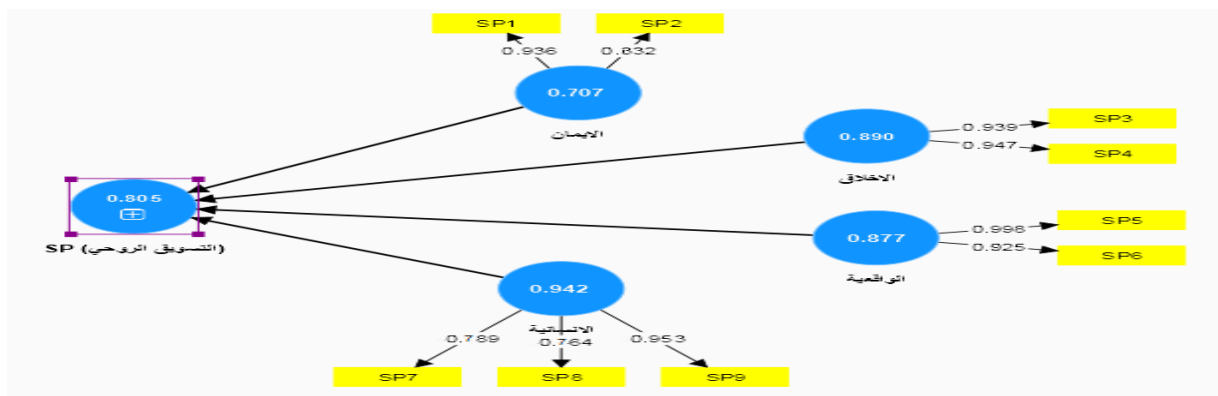 SP1 SP2
0.936 0.832
0.707
الايمان
SP3
0.939
0.890
0.947
SP4
الاخلاق
0.805
SP (التسويق الروحي)
SP5
0.998
0.877
0.925
SP6
الواقعية
0.942
الانسانية
0.789 0.764 0.953
SP7 SP8 SP9